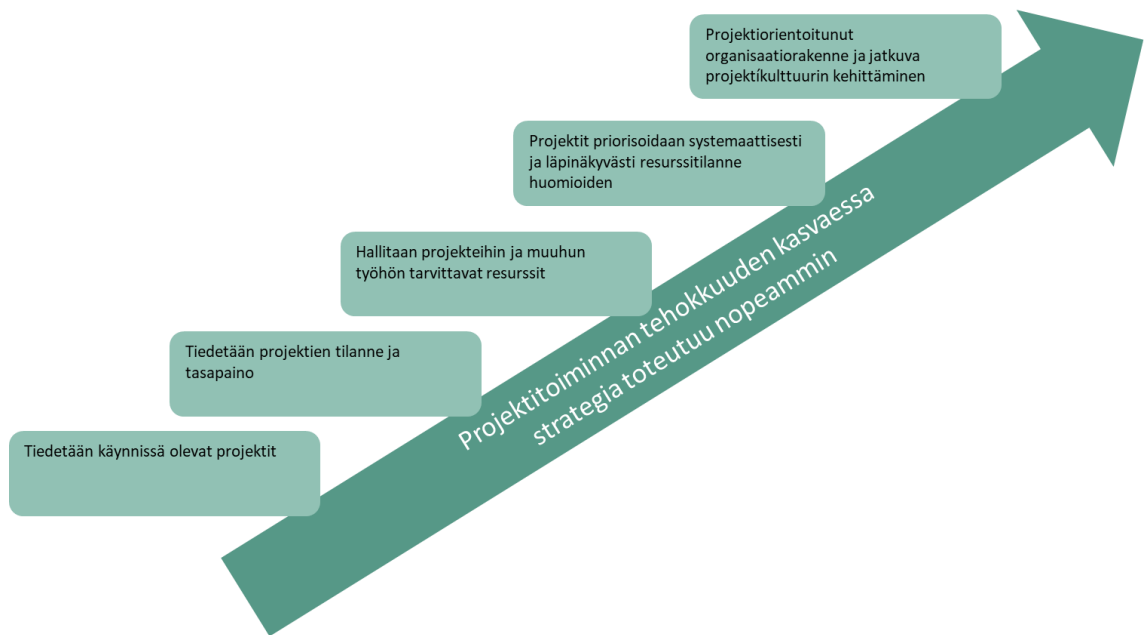 Projektiorientoitunut
organisaatiorakenne ja jatkuva
projektíkulttuurin kehittäminen
Projektit priorisoidaan systemaattisesti
ja läpinäkyvästi resurssitilanne
huomioiden
Hallitaan projekteihin ja muuhun
työhön tarvittavat resurssit
Tiedetään projektien tilanne ja
tasapaino
Tiedetään käynnissä olevat projektit
Projektitoiminnan tehokkuuden kasvaessa
strategia toteutuu nopeammin